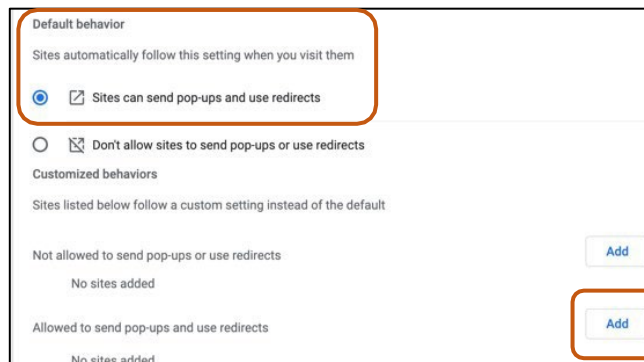 Default behavior
Sites automatically follow this setting when you visit them
Sites can send pop-ups and use redirects
Don't allow sites to send pop-ups or use redirects
Customized behaviors
Sites listed below follow a custom setting instead of the default
Not allowed to send pop-ups or use redirects
Add
No sites added
Allowed to send pop-ups and use redirects
Add
No sites added